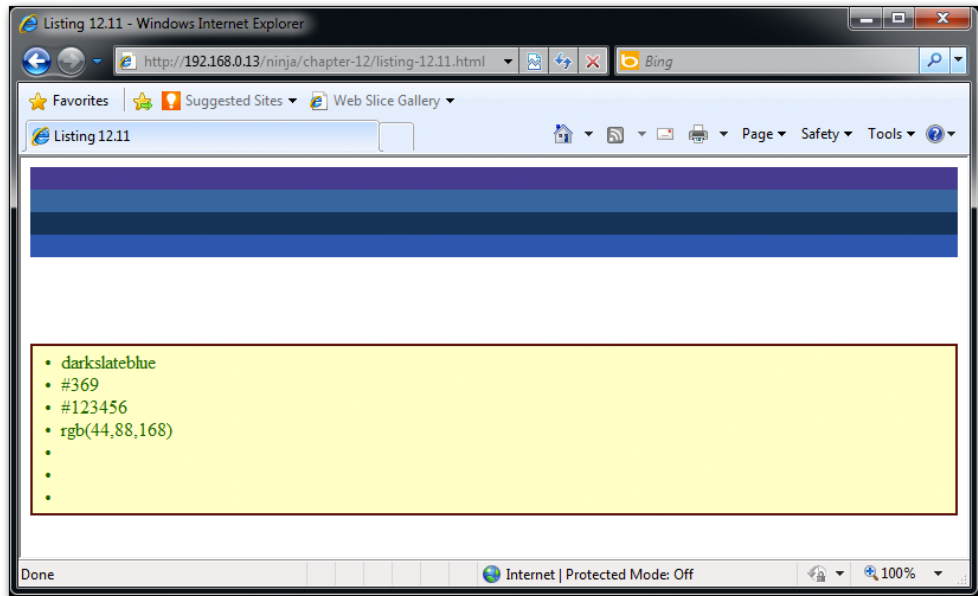 Listing 12.11 - Windows Internet Explorer
http://192.168.0.13/ninja/chapter-12/listing-12.11.html
Bing
Favorites
Suggested Sites
Web Slice Gallery
Listing 12.11
Page
Safety
Tools
• darkslateblue
• #369
• #123456
• rgb(44,88,168)
•
•
•
Done
Internet | Protected Mode: Off
100%